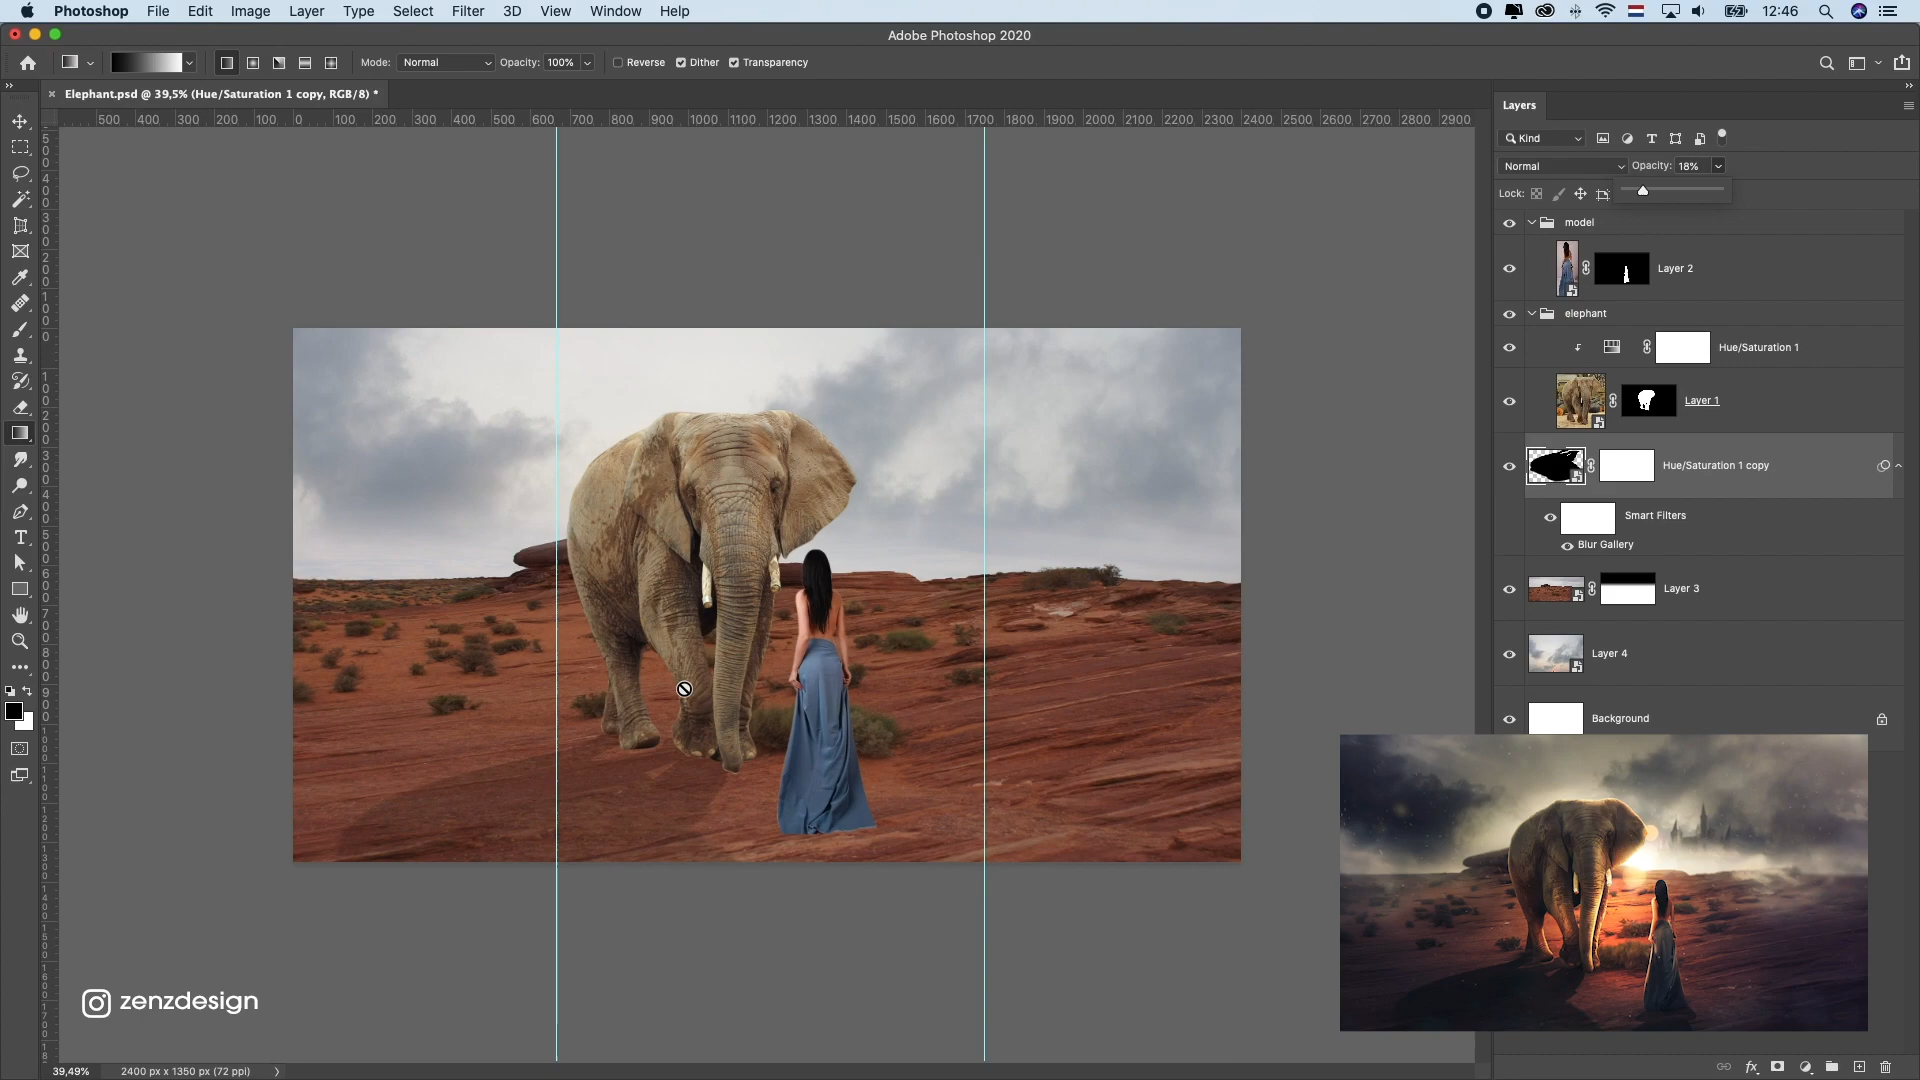 Photoshop File Edit Image Layer Type Select Filter 3D View Window Help 12:46
Adobe Photoshop 2020
Mode: Normal Opacity: 100% Reverse Dither Transparency
Elephant.psd @ 39,5% (Hue/Saturation 1 copy, RGB/8) *
500 400 300 200 100 0 100 200 300 400 500 600 700 800 900 1000 1100 1200 1300 1400 1500 1600 1700 1800 1900 2000 2100 2200 2300 2400 2500 2600 2700 2800 2900
Layers
Kind
Normal Opacity: 18%
Lock:
model
Layer 2
elephant
Hue/Saturation 1
Layer 1
Hue/Saturation 1 copy
Smart Filters
Blur Gallery
Layer 3
Layer 4
Background
zenzdesign
39,49% 2400 px x 1350 px (72 ppi)